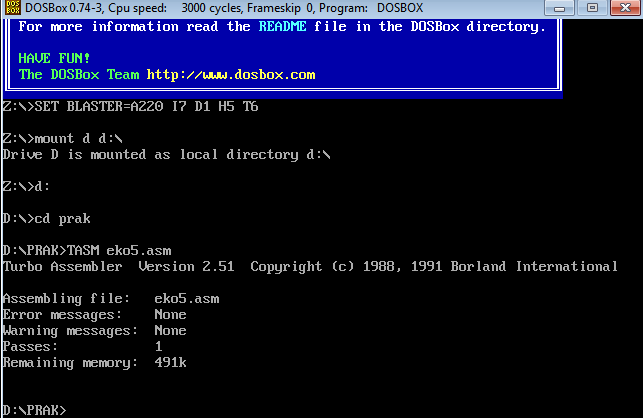 DOSBox 0.74-3, Cpu speed: 3000 cycles, Frameskip 0, Program: DOSBOX
For more information read the README file in the DOSBox directory.
HAVE FUN!
The DOSBox Team http://www.dosbox.com
Z:\>SET BLASTER=A220 I7 D1 H5 T6
Z:\>mount d d:\
Drive D is mounted as local directory d:\
Z:\>d:
D:\>cd prak
D:\PRAK>TASM eko5.asm
Turbo Assembler Version 2.51 Copyright (c) 1988, 1991 Borland International
Assembling file: eko5.asm
Error messages: None
Warning messages: None
Passes: 1
Remaining memory: 491k
D:\PRAK>